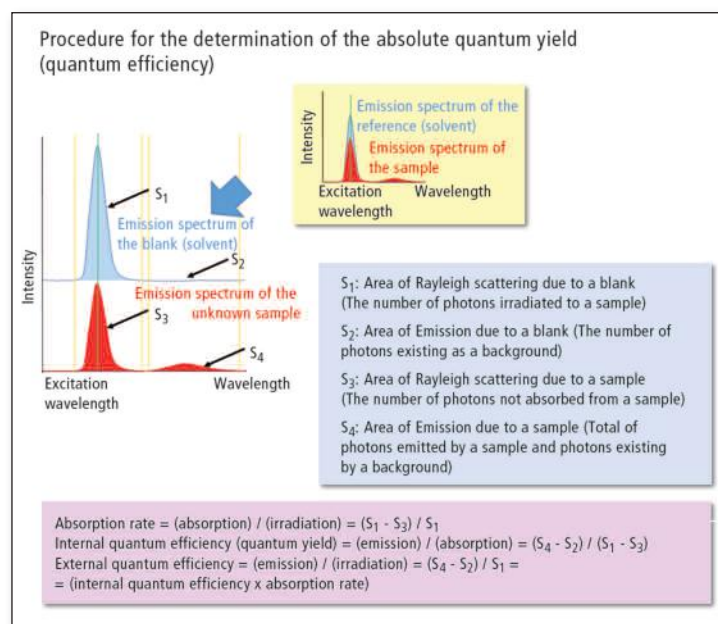 Procedure for the determination of the absolute quantum yield
(quantum efficiency)
Intensity
Emission spectrum of the
reference (solvent)
Emission spectrum of
the sample
Excitation
wavelength
Wavelength
Intensity
S1
Emission spectrum of
the blank (solvent)
S2
Emission spectrum of the
unknown sample
S3
S4
Excitation
wavelength
Wavelength
S1: Area of Rayleigh scattering due to a blank
(The number of photons irradiated to a sample)
S2: Area of Emission due to a blank (The number of
photons existing as a background)
S3: Area of Rayleigh scattering due to a sample
(The number of photons not absorbed from a sample)
S4: Area of Emission due to a sample (Total of
photons emitted by a sample and photons existing
by a background)
Absorption rate = (absorption) / (irradiation) = (S1 - S3) / S1
Internal quantum efficiency (quantum yield) = (emission) / (absorption) = (S4 - S2) / (S1 - S3)
External quantum efficiency = (emission) / (irradiation) = (S4 - S2) / S1 =
= (internal quantum efficiency x absorption rate)